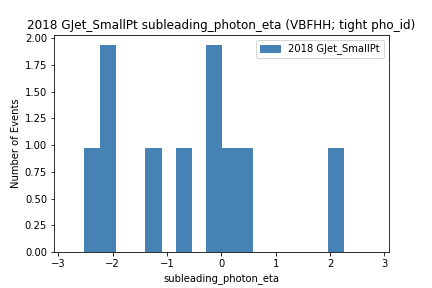 2018 GJet_SmallPt subleading_photon_eta (VBFHH; tight pho_id)
2018 GJet_SmallPt
Number of Events
2.00
1.75
1.50
1.25
1.00
0.75
0.50
0.25
0.00
−3 −2 −1 0 1 2 3
subleading_photon_eta